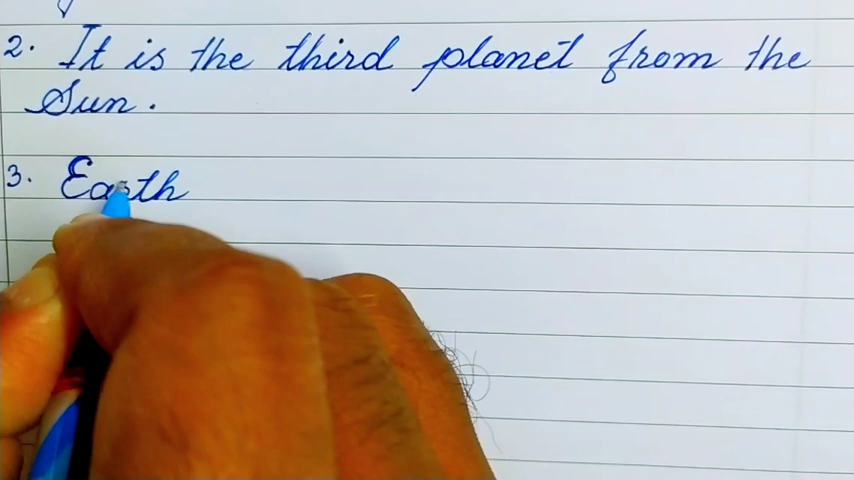 2. It is the third planet from the
Sun.
3. Earth